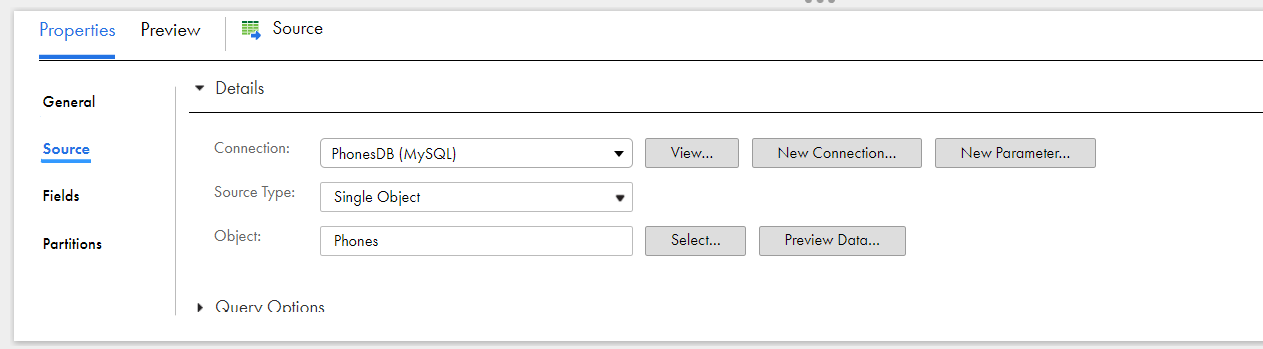 Properties Preview Source
General
Source
Fields
Partitions
Details
Connection: PhonesDB (MySQL) View... New Connection... New Parameter...
Source Type: Single Object
Object: Phones Select... Preview Data...
Query Options